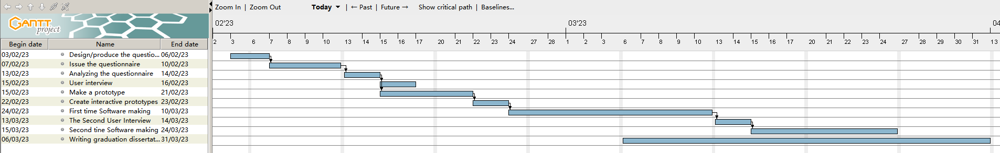 Zoom In | Zoom Out Today | ← Past | Future → Show critical path | Baselines...
GANTT project
02'23 03'23 04
2 3 6 7 8 9 10 13 14 15 16 17 20 21 22 23 24 27 28 1 2 3 6 7 8 9 10 13 14 15 16 17 20 21 22 23 24 27 28 29 30 31 13
Begin date Name End date
03/02/23 Design/produce the questio... 06/02/23
07/02/23 Issue the questionnaire 10/02/23
13/02/23 Analyzing the questionnaire 14/02/23
15/02/23 User interview 16/02/23
15/02/23 Make a prototype 21/02/23
22/02/23 Create interactive prototypes 23/02/23
24/02/23 First time Software making 10/03/23
13/03/23 The Second User Interview 14/03/23
15/03/23 Second tine Software making 24/03/23
06/03/23 Writing graduation dissertat... 31/03/23